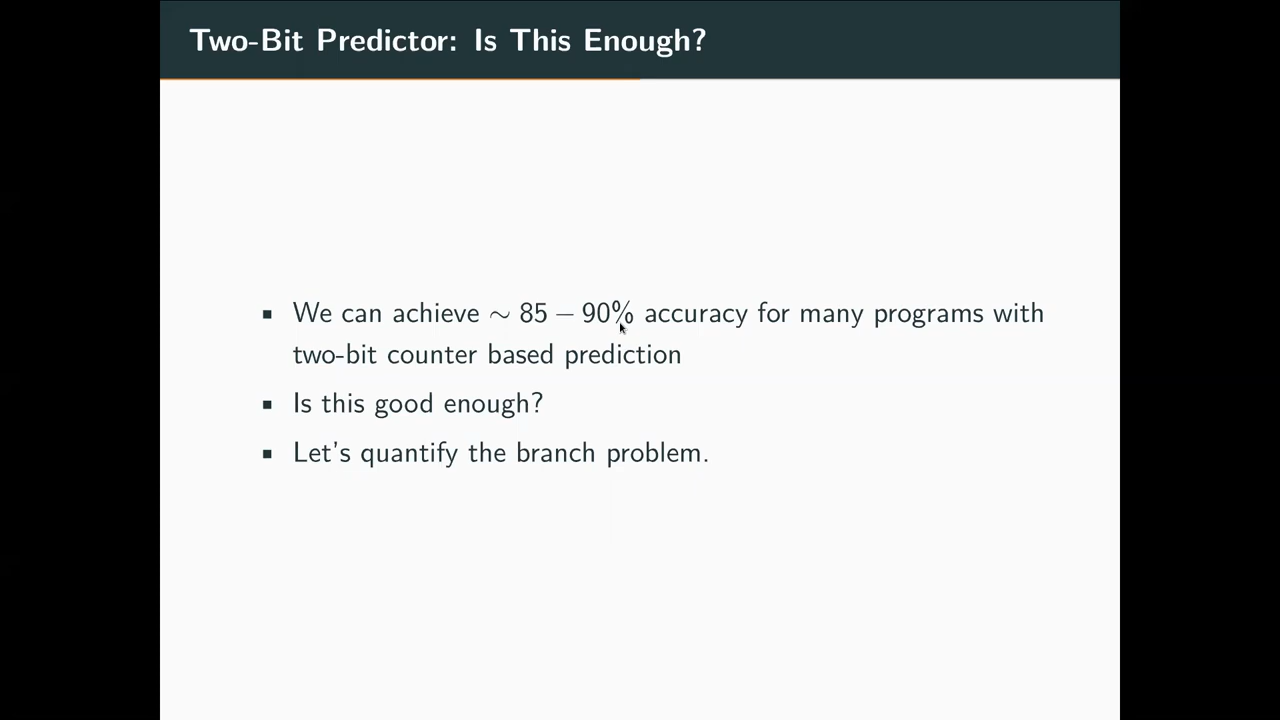 Two-Bit Predictor: Is This Enough?
▪ We can achieve ∼ 85 − 90% accuracy for many programs with
two-bit counter based prediction
▪ Is this good enough?
▪ Let's quantify the branch problem.